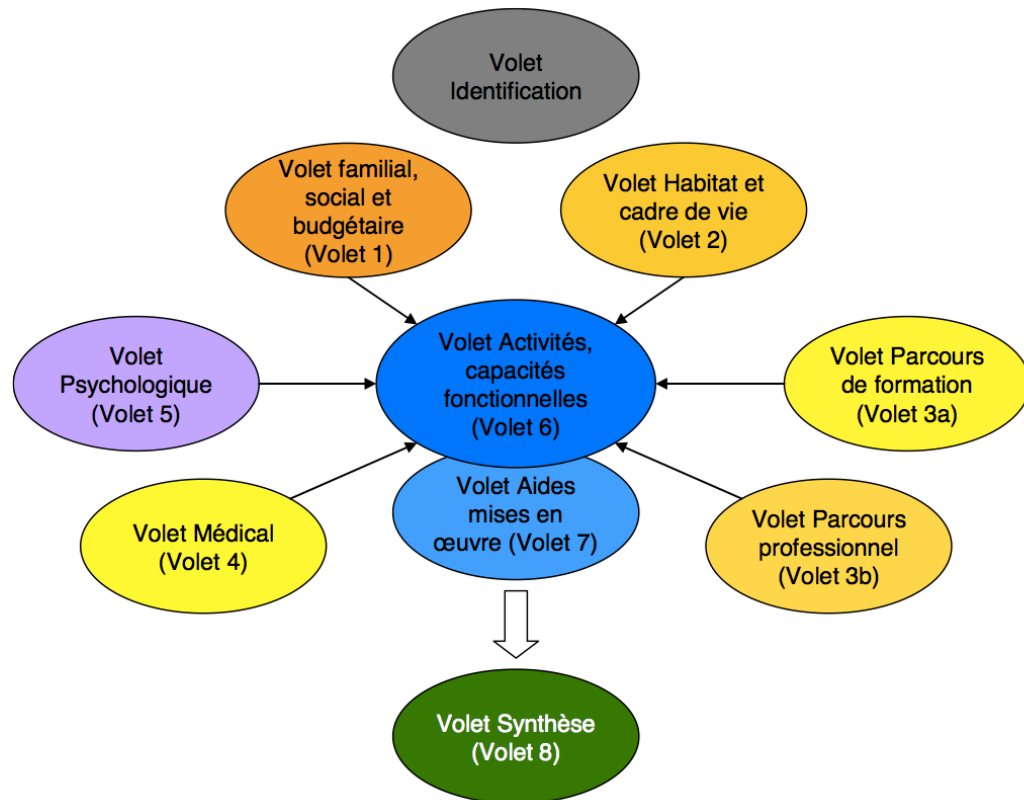 Volet
Identification
Volet familial,
social et
budgétaire
(Volet 1)
Volet Habitat et
cadre de vie
(Volet 2)
Volet
Psychologique
(Volet 5)
Volet Activités,
capacités
fonctionnelles
(Volet 6)
Volet Parcours
de formation
(Volet 3a)
Volet Médical
(Volet 4)
Volet Aides
mises en
œuvre (Volet 7)
Volet Parcours
professionnel
(Volet 3b)
Volet Synthèse
(Volet 8)